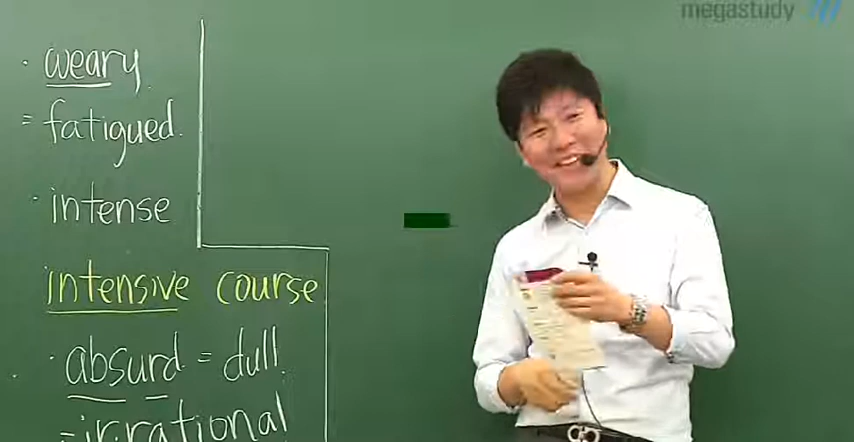 megastudy
· weary
= fatigued.
· intense
intensive course
· absurd = dull.
= irrational